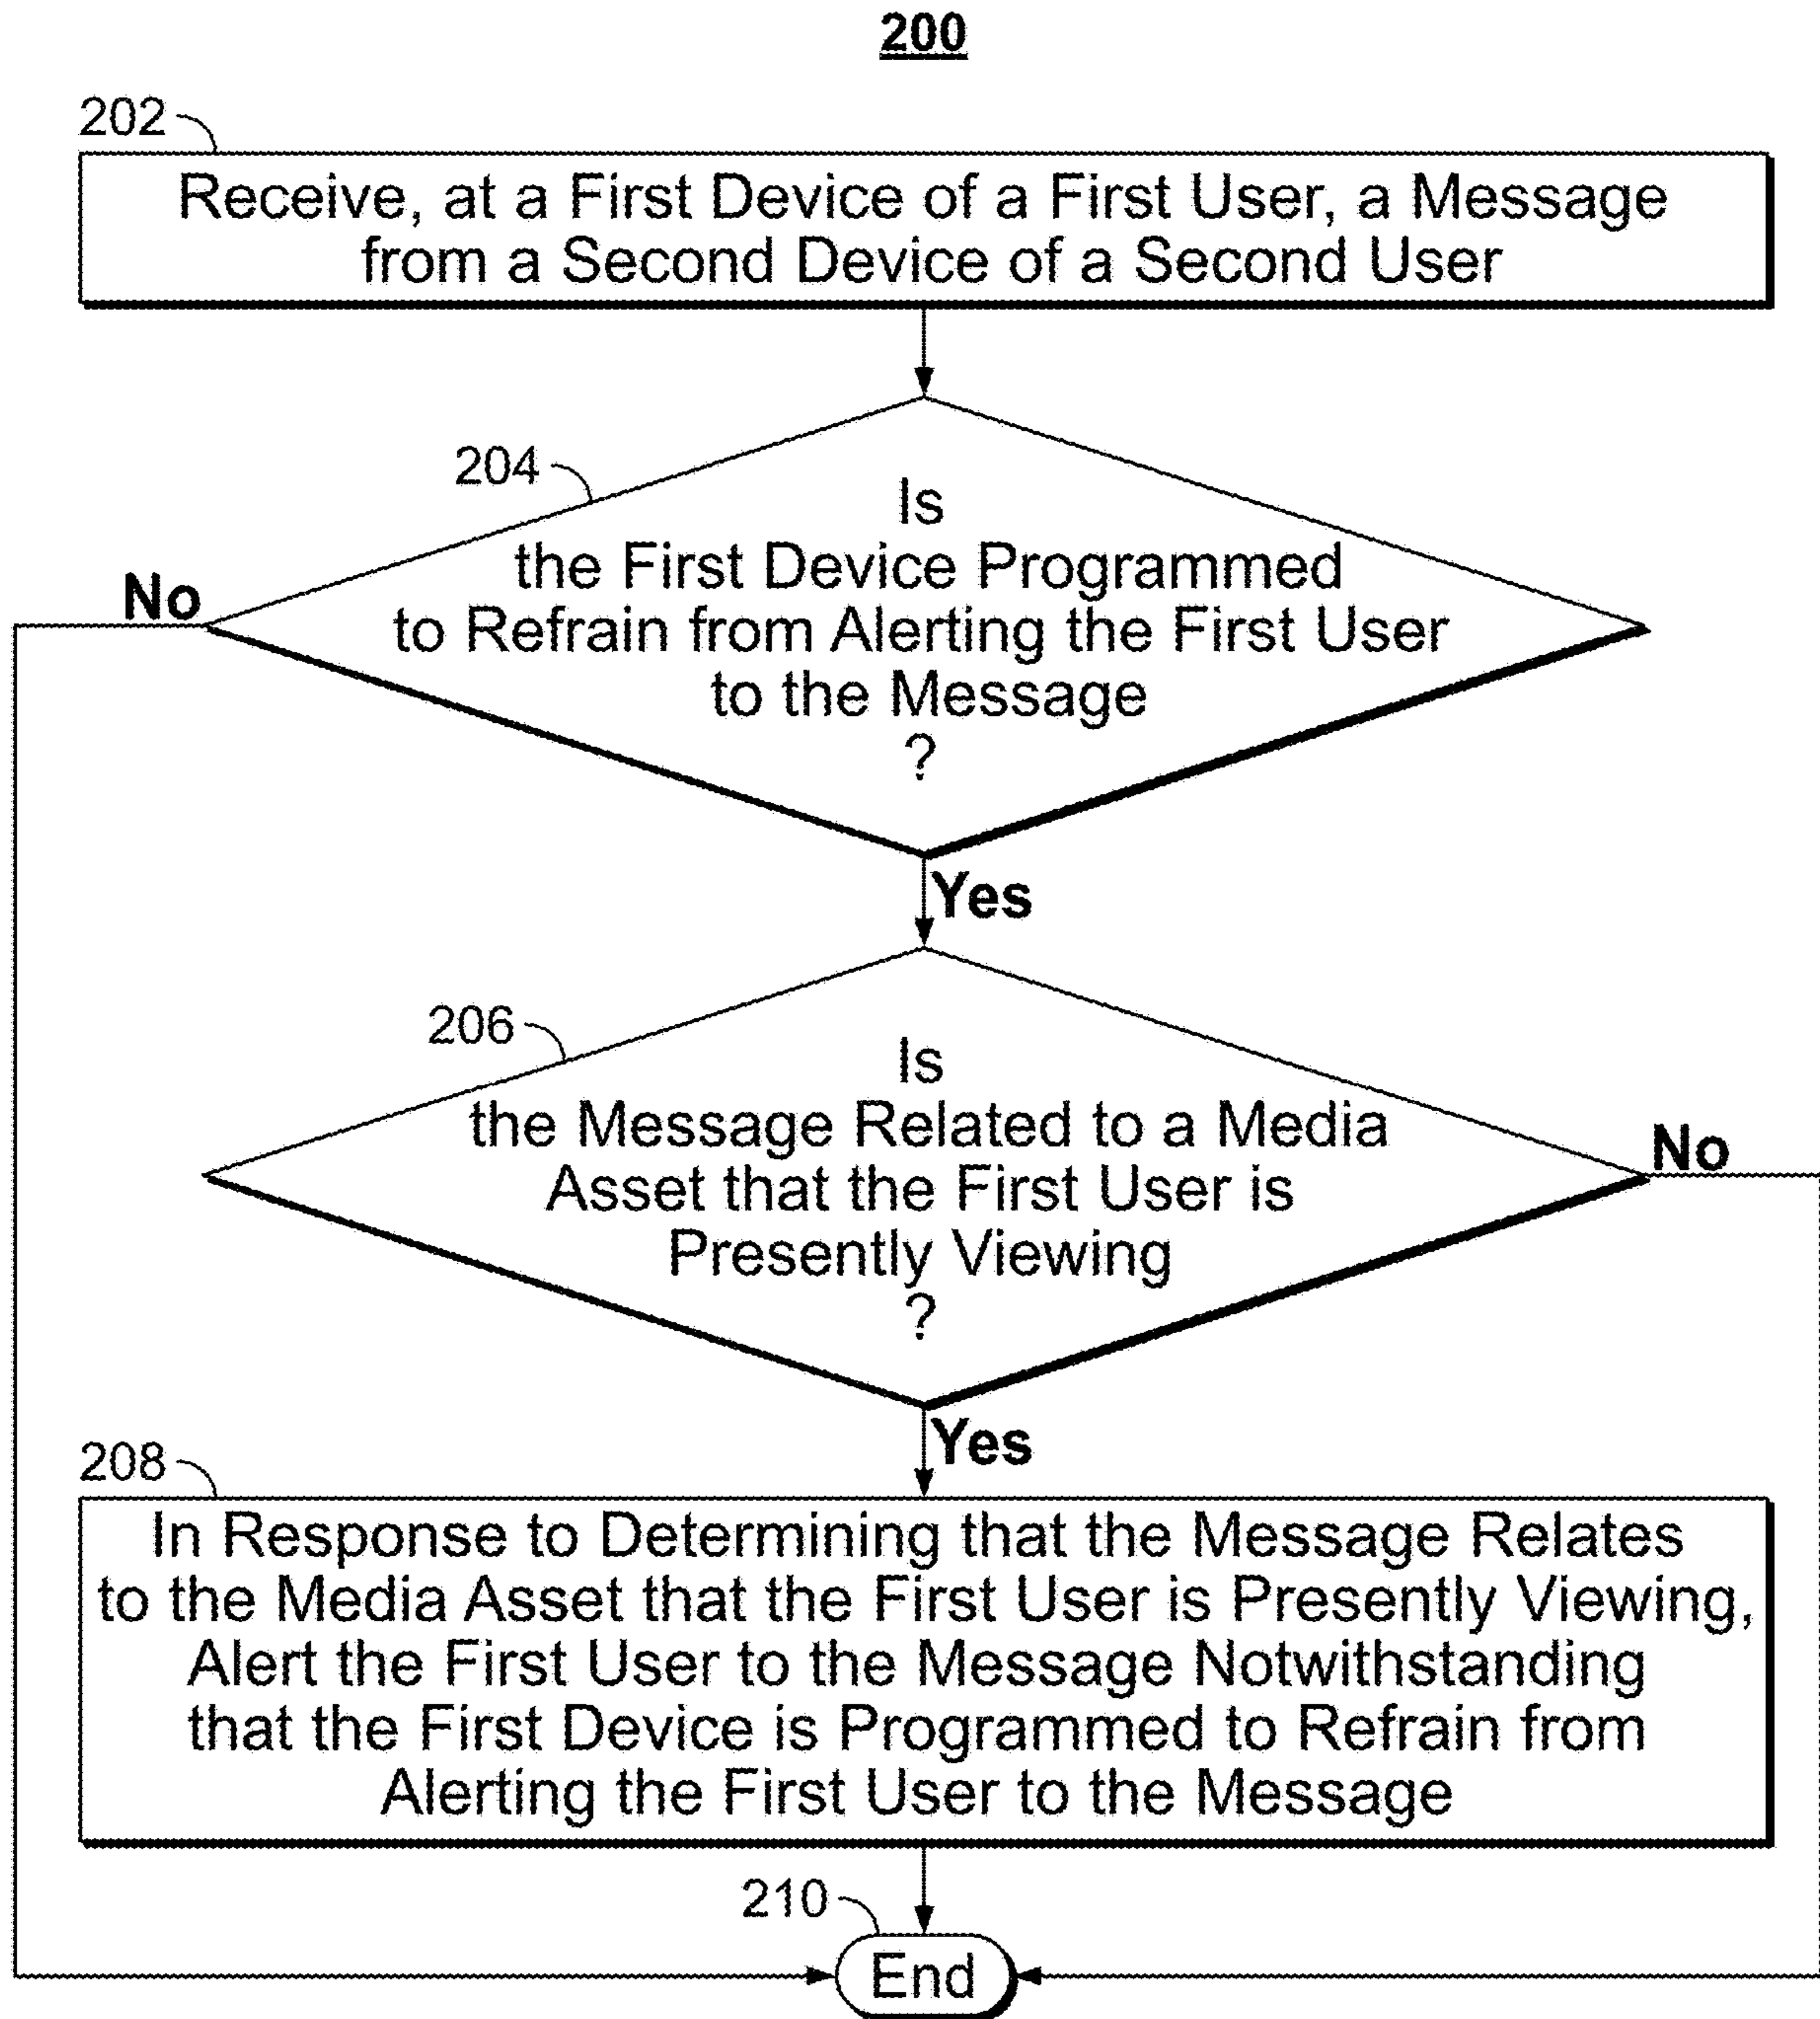 200
202
Receive, at a First Device of a First User, a Message
from a Second Device of a Second User
204
Is
the First Device Programmed
to Refrain from Alerting the First User
to the Message
?
No
Yes
206
Is
the Message Related to a Media
Asset that the First User is
Presently Viewing
?
No
Yes
208
In Response to Determining that the Message Relates
to the Media Asset that the First User is Presently Viewing,
Alert the First User to the Message Notwithstanding
that the First Device is Programmed to Refrain from
Alerting the First User to the Message
210
End